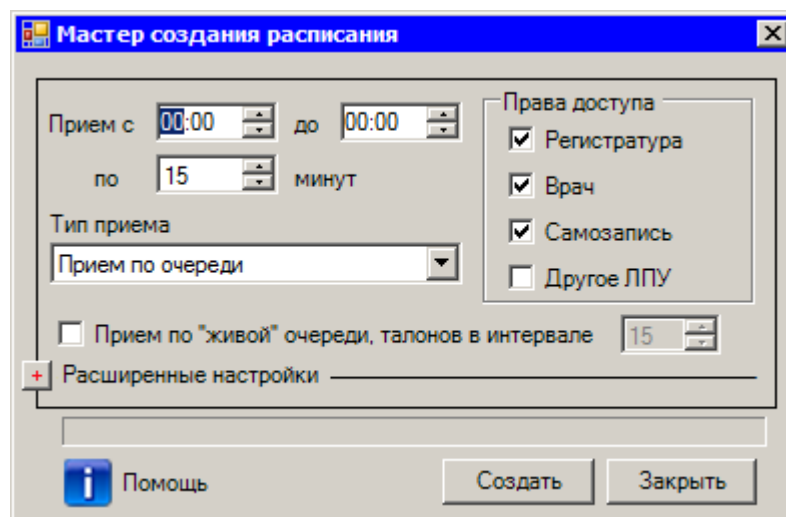 Мастер создания расписания
Прием с 00:00 до 00:00
по 15 минут
Тип приема
Прием по очереди
Права доступа
Регистратура
Врач
Самозапись
Другое ЛПУ
Прием по "живой" очереди, талонов в интервале 15
+ Расширенные настройки
i Помощь Создать Закрыть